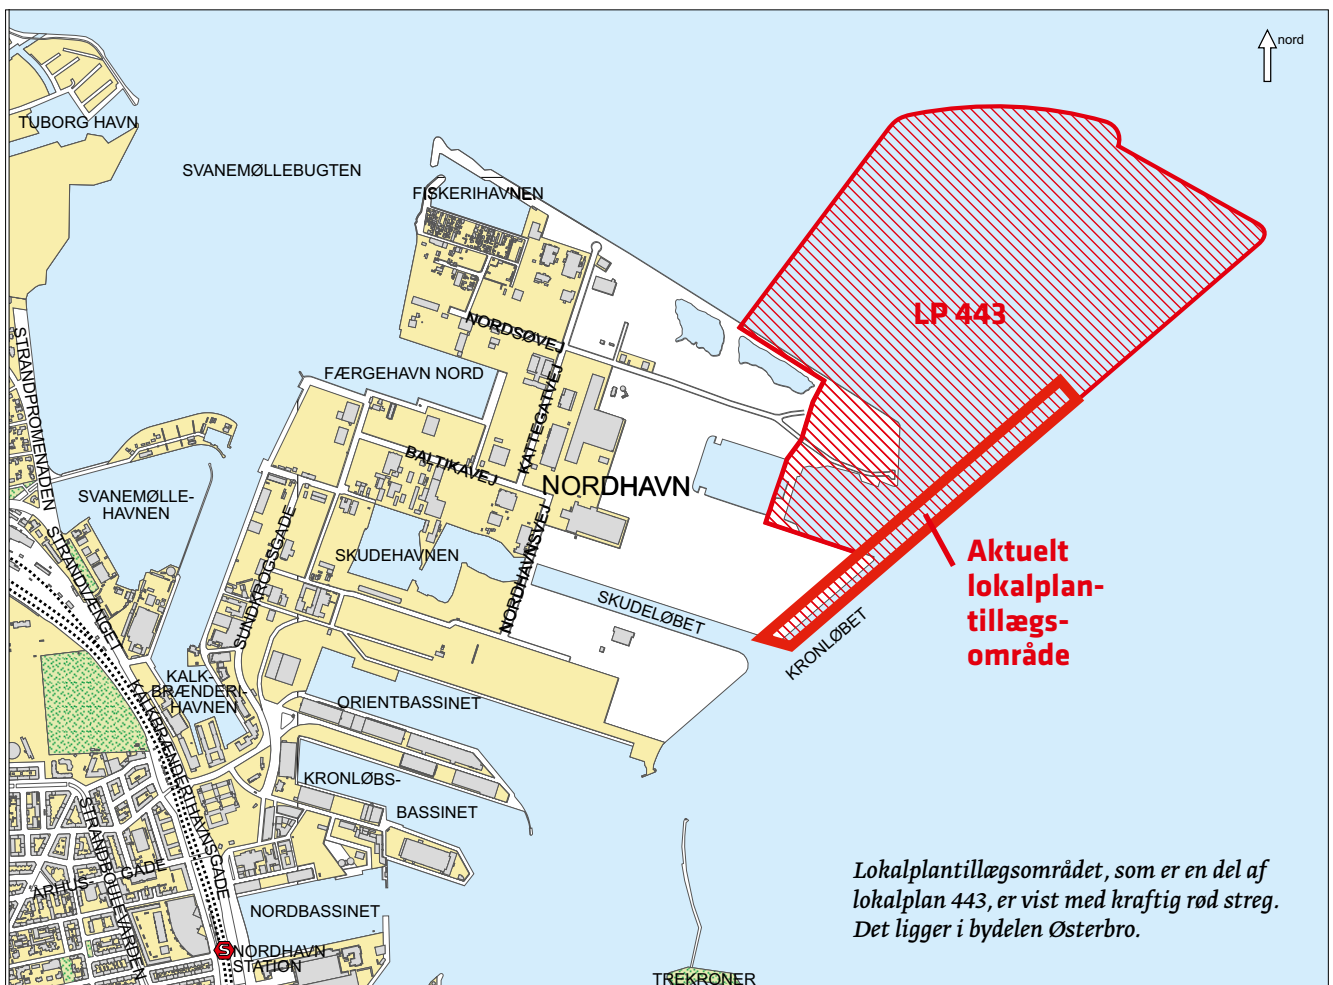 nord
TUBORG HAVN
SVANEMØLLEBUGTEN
FISKERIHAVNEN
LP 443
NORDSØVEJ
STRANDPROMENADEN
FÆRGEHAVN NORD
KATTEGATVEJ
BALTIKAVEJ
NORDHAVN
SVANEMØLLE-
HAVNEN
STRANDVÆNGET
SUNDKROGSGADE
SKUDEHAVNEN
NORDHAVNSVEJ
SKUDELØBET
Aktuelt
lokalplan-
tillægs-
område
KRONLØBET
KALK-
BRÆNDERI-
HAVNEN
KALKBRÆNDERIHAVNSGADE
ORIENTBASSINET
KRONLØBS-
BASSINET
STRANDBOULEVARDEN
ARHUS GADE
NORDBASSINET
S
NORDHAVN
STATION
Lokalplantillægsområdet, som er en del af
lokalplan 443, er vist med kraftig rød streg.
Det ligger i bydelen Østerbro.
TREKRONER